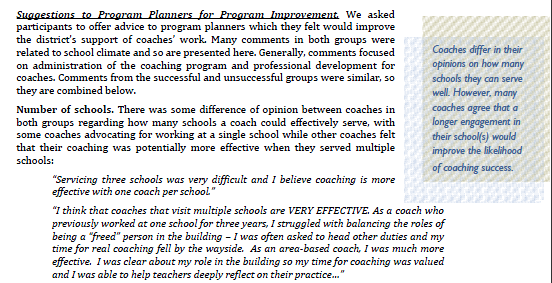 Suggestions to Program Planners for Program Improvement. We asked
participants to offer advice to program planners which they felt would improve
the district's support of coaches' work. Many comments in both groups were
related to school climate and so are presented here. Generally, comments focused
on administration of the coaching program and professional development for
coaches. Comments from the successful and unsuccessful groups were similar, so
they are combined below.
Number of schools. There was some difference of opinion between coaches in
both groups regarding how many schools a coach could effectively serve, with
some coaches advocating for working at a single school while other coaches felt
that their coaching was potentially more effective when they served multiple
schools:
"Servicing three schools was very difficult and I believe coaching is more
effective with one coach per school."
"I think that coaches that visit multiple schools are VERY EFFECTIVE. As a coach who
previously worked at one school for three years, I struggled with balancing the roles of
being a "freed" person in the building – I was often asked to head other duties and my
time for real coaching fell by the wayside.  As an area-based coach, I was much more
effective.  I was clear about my role in the building so my time for coaching was valued
and I was able to help teachers deeply reflect on their practice..."
Coaches differ in their
opinions on how many
schools they can serve
well. However, many
coaches agree that a
longer engagement in
their school(s) would
improve the likelihood
of coaching success.